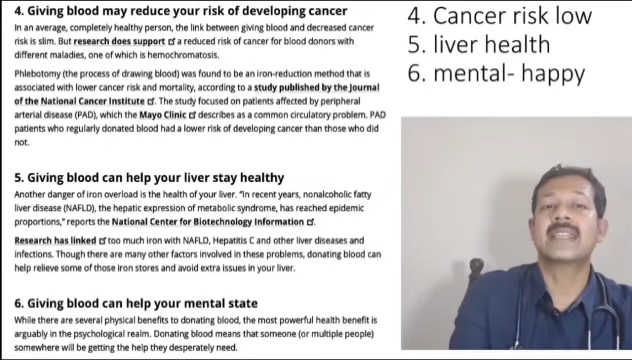 4. Giving blood may reduce your risk of developing cancer
In an average, completely healthy person, the link between giving blood and decreased cancer
risk is slim. But research does support a reduced risk of cancer for blood donors with
different maladies, one of which is hemochromatosis.
Phlebotomy (the process of drawing blood) was found to be an iron-reduction method that is
associated with lower cancer risk and mortality, according to a study published by the Journal
of the National Cancer Institute. The study focused on patients affected by peripheral
arterial disease (PAD), which the Mayo Clinic describes as a common circulatory problem. PAD
patients who regularly donated blood had a lower risk of developing cancer than those who did
not.
5. Giving blood can help your liver stay healthy
Another danger of iron overload is the health of your liver. "In recent years, nonalcoholic fatty
liver disease (NAFLD), the hepatic expression of metabolic syndrome, has reached epidemic
proportions," reports the National Center for Biotechnology Information.
Research has linked too much iron with NAFLD, Hepatitis C and other liver diseases and
infections. Though there are many other factors involved in these problems, donating blood can
help relieve some of those iron stores and avoid extra issues in your liver.
6. Giving blood can help your mental state
While there are several physical benefits to donating blood, the most powerful health benefit is
arguably in the psychological realm. Donating blood means that someone (or multiple people)
somewhere will be getting the help they desperately need.
4. Cancer risk low
5. liver health
6. mental- happy